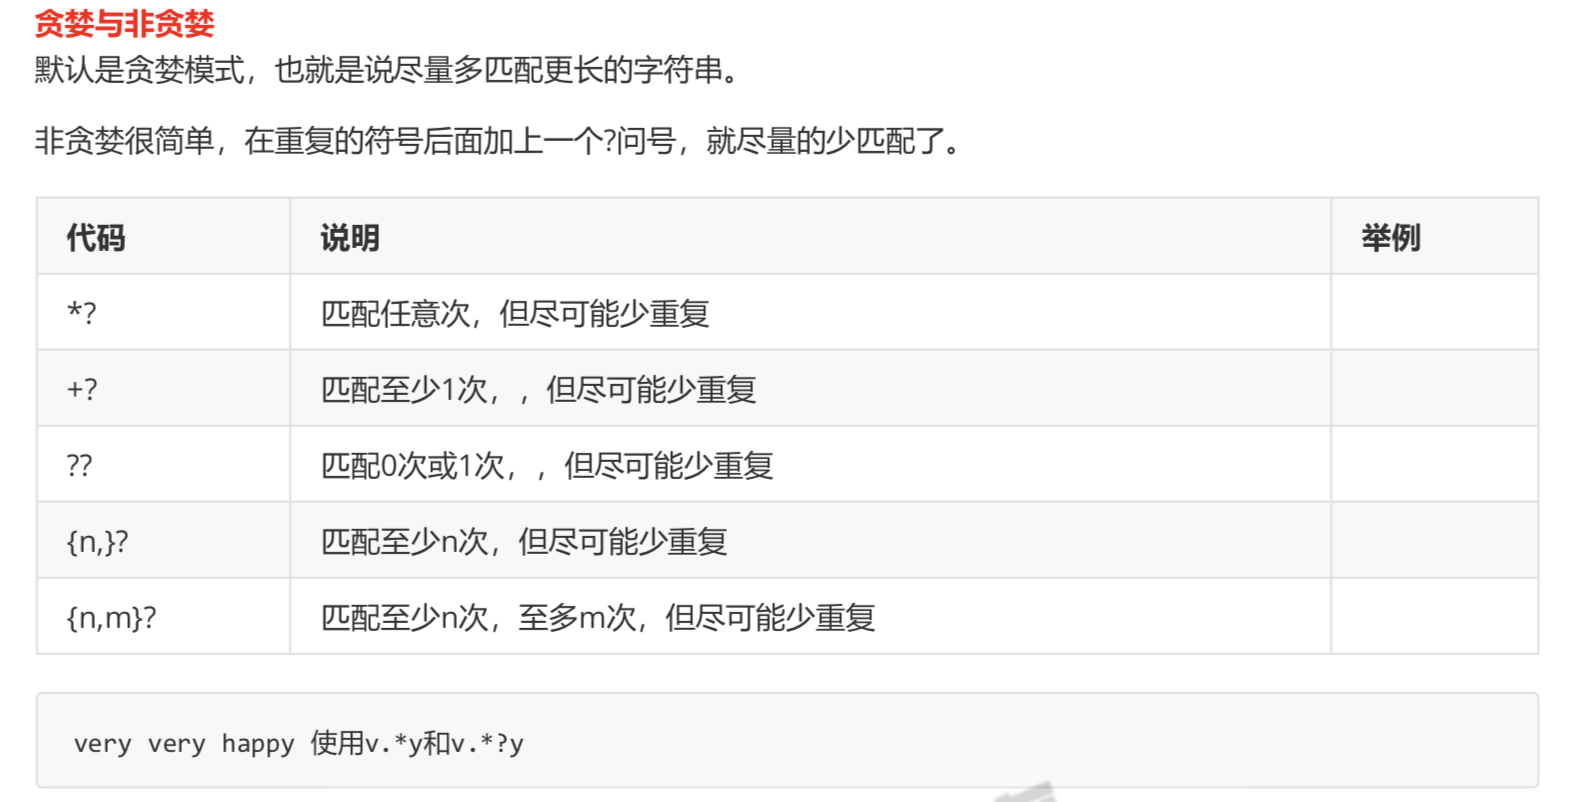 贪婪与非贪婪
默认是贪婪模式，也就是说尽量多匹配更长的字符串。
非贪婪很简单，在重复的符号后面加上一个?问号，就尽量的少匹配了。
代码 说明 举例
*? 匹配任意次，但尽可能少重复
+? 匹配至少1次，，但尽可能少重复
?? 匹配0次或1次，，但尽可能少重复
{n,}? 匹配至少n次，但尽可能少重复
{n,m}? 匹配至少n次，至多m次，但尽可能少重复
very very happy 使用v.*y和v.*?y